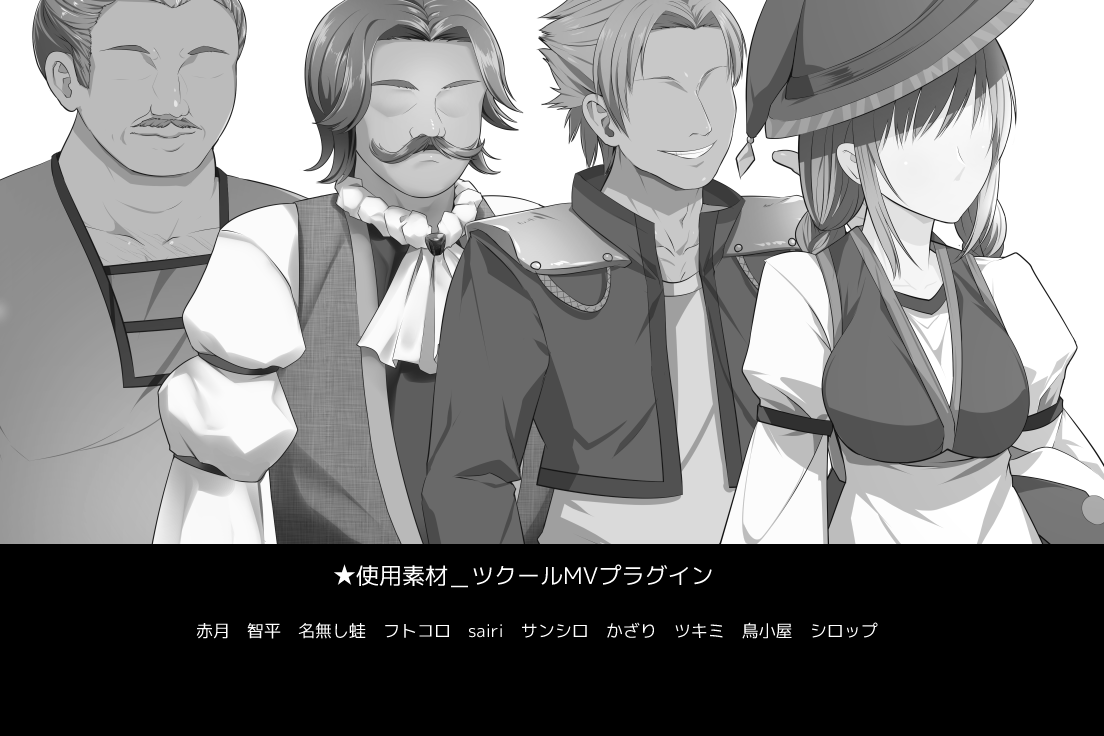 ★使用素材＿ツクールMVプラグイン
赤月　智平　名無し蛙　フトコロ　sairi　サンシロ　かざり　ツキミ　鳥小屋　シロップ